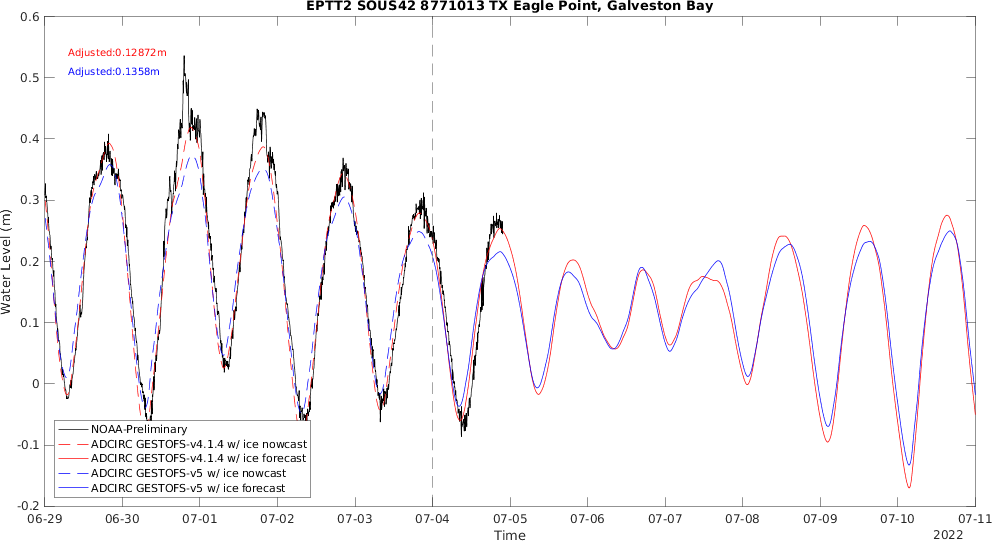 EPTT2 SOUS42 8771013 TX Eagle Point, Galveston Bay
0.6
Adjusted:0.12872m
Adjusted:0.1358m
0.5
0.4
0.3
0.2
0.1
0
-0.1
-0.2
Water Level (m)
NOAA-Preliminary
ADCIRC GESTOFS-v4.1.4 w/ ice nowcast
ADCIRC GESTOFS-v4.1.4 w/ ice forecast
ADCIRC GESTOFS-v5 w/ ice nowcast
ADCIRC GESTOFS-v5 w/ ice forecast
06-29 06-30 07-01 07-02 07-03 07-04 07-05 07-06 07-07 07-08 07-09 07-10 07-11
Time
2022